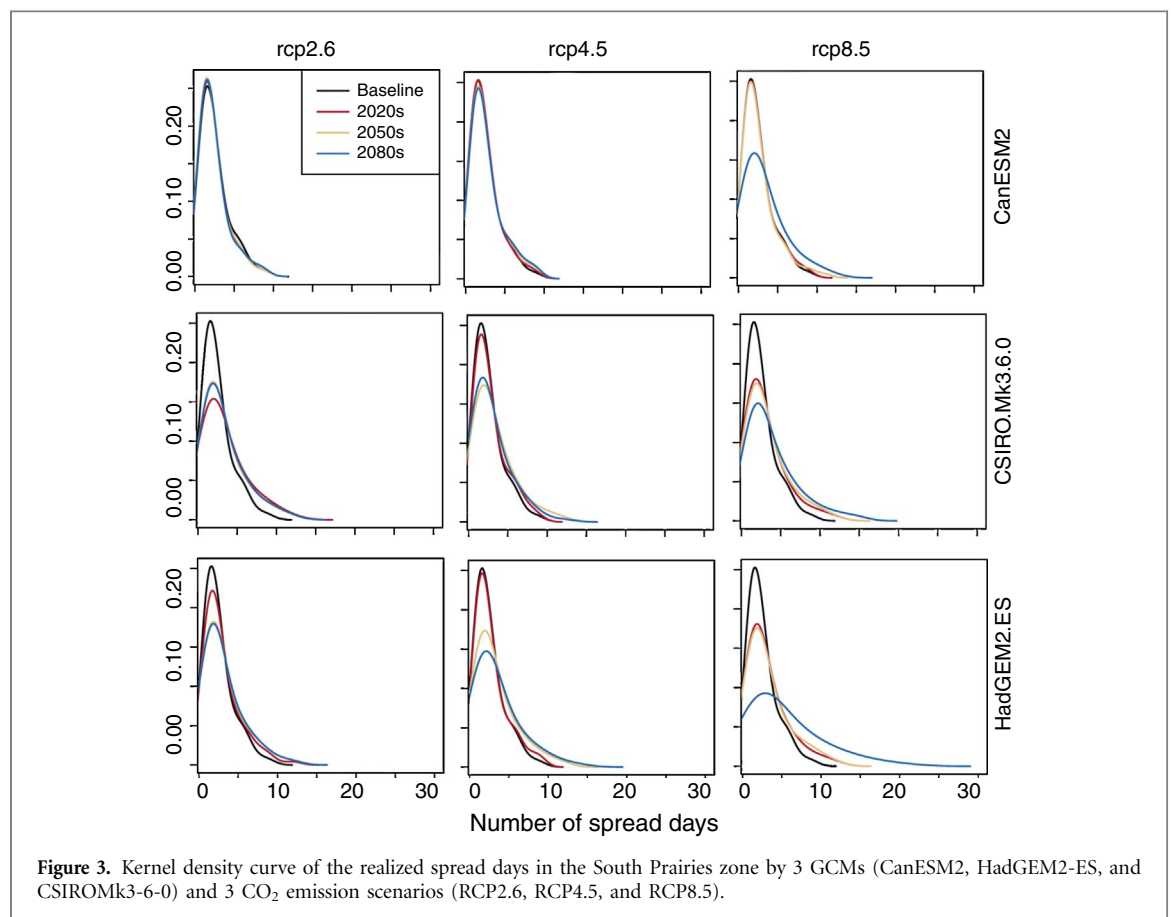 rcp2.6 rcp4.5 rcp8.5
Baseline
2020s
2050s
2080s
0.20
0.10
0.00
CanESM2
0.20
0.10
0.00
CSIRO.Mk3.6.0
0.20
0.10
0.00
HadGEM2.ES
0 10 20 30 0 10 20 30 0 10 20 30
Number of spread days
Figure 3. Kernel density curve of the realized spread days in the South Prairies zone by 3 GCMs (CanESM2, HadGEM2-ES, and
CSIROMk3-6-0) and 3 CO₂ emission scenarios (RCP2.6, RCP4.5, and RCP8.5).